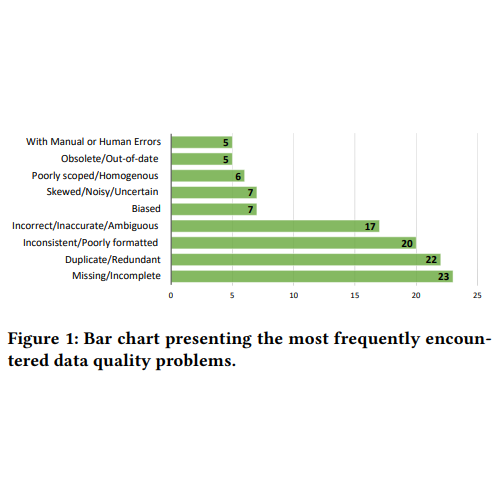 With Manual or Human Errors 5
Obsolete/Out-of-date 5
Poorly scoped/Homogenous 6
Skewed/Noisy/Uncertain 7
Biased 7
Incorrect/Inaccurate/Ambiguous 17
Inconsistent/Poorly formatted 20
Duplicate/Redundant 22
Missing/Incomplete 23
0 5 10 15 20 25
Figure 1: Bar chart presenting the most frequently encoun-
tered data quality problems.